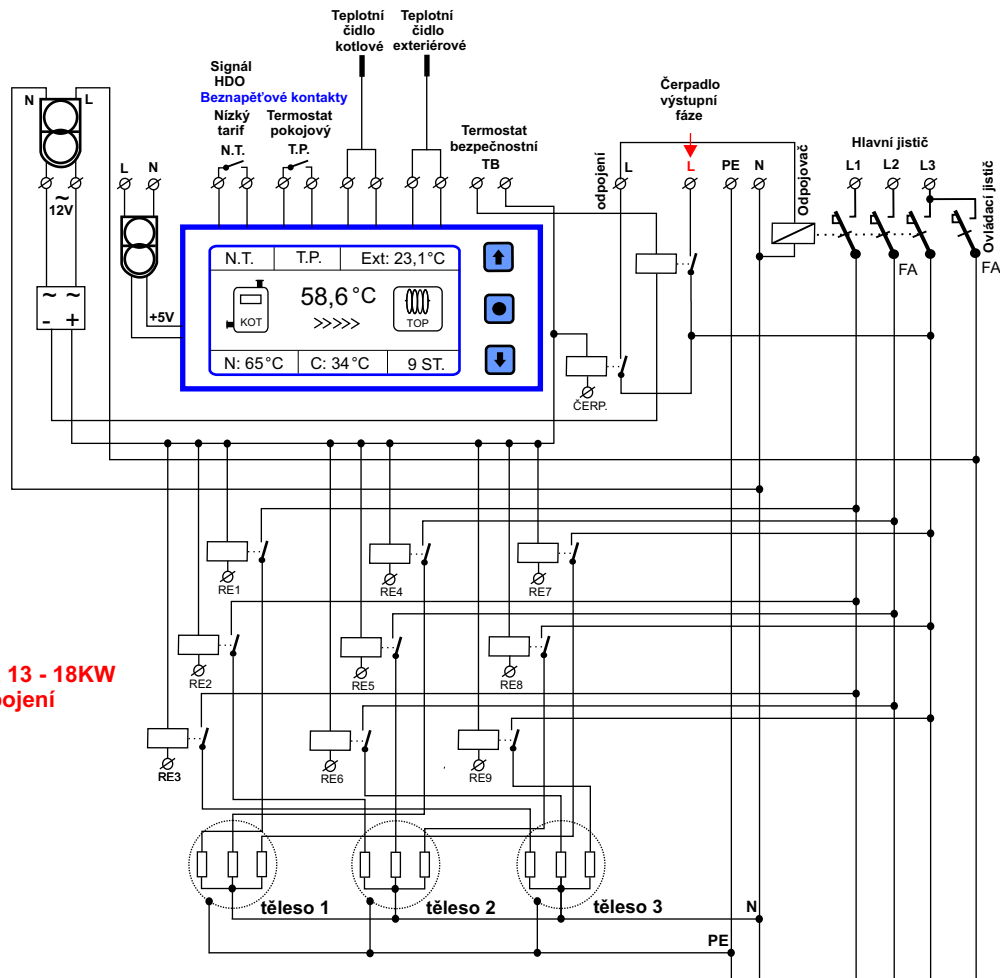 Teplotní
čidlo
kotlové
Teplotní
čidlo
exteriérové
Signál
HDO
Beznapěťové kontakty
Nízký
tarif
N.T.
Termostat
pokojový
T.P.
Termostat
bezpečnostní
TB
Čerpadlo
výstupní
fáze
Hlavní jistič
N
L
L
N
~
12V
odpojení
L
L
PE
N
Odpojovač
L1
L2
L3
Ovládací jistič
FA
FA
~ ~
- +
+5V
N.T.
T.P.
Ext: 23,1°C
KOT
58,6 °C
>>>>>
TOP
N: 65°C
C: 34°C
9 ST.
ČERP.
RE1
RE4
RE7
RE2
RE5
RE8
13 - 18KW
pojení
RE3
RE6
RE9
těleso 1
těleso 2
těleso 3
N
PE